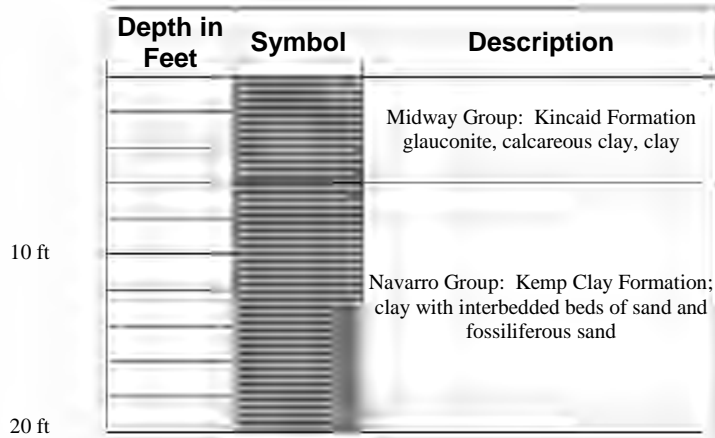 Depth in
Feet
Symbol
Description
Midway Group: Kincaid Formation
glauconite, calcareous clay, clay
10 ft
Navarro Group: Kemp Clay Formation;
clay with interbedded beds of sand and
fossiliferous sand
20 ft